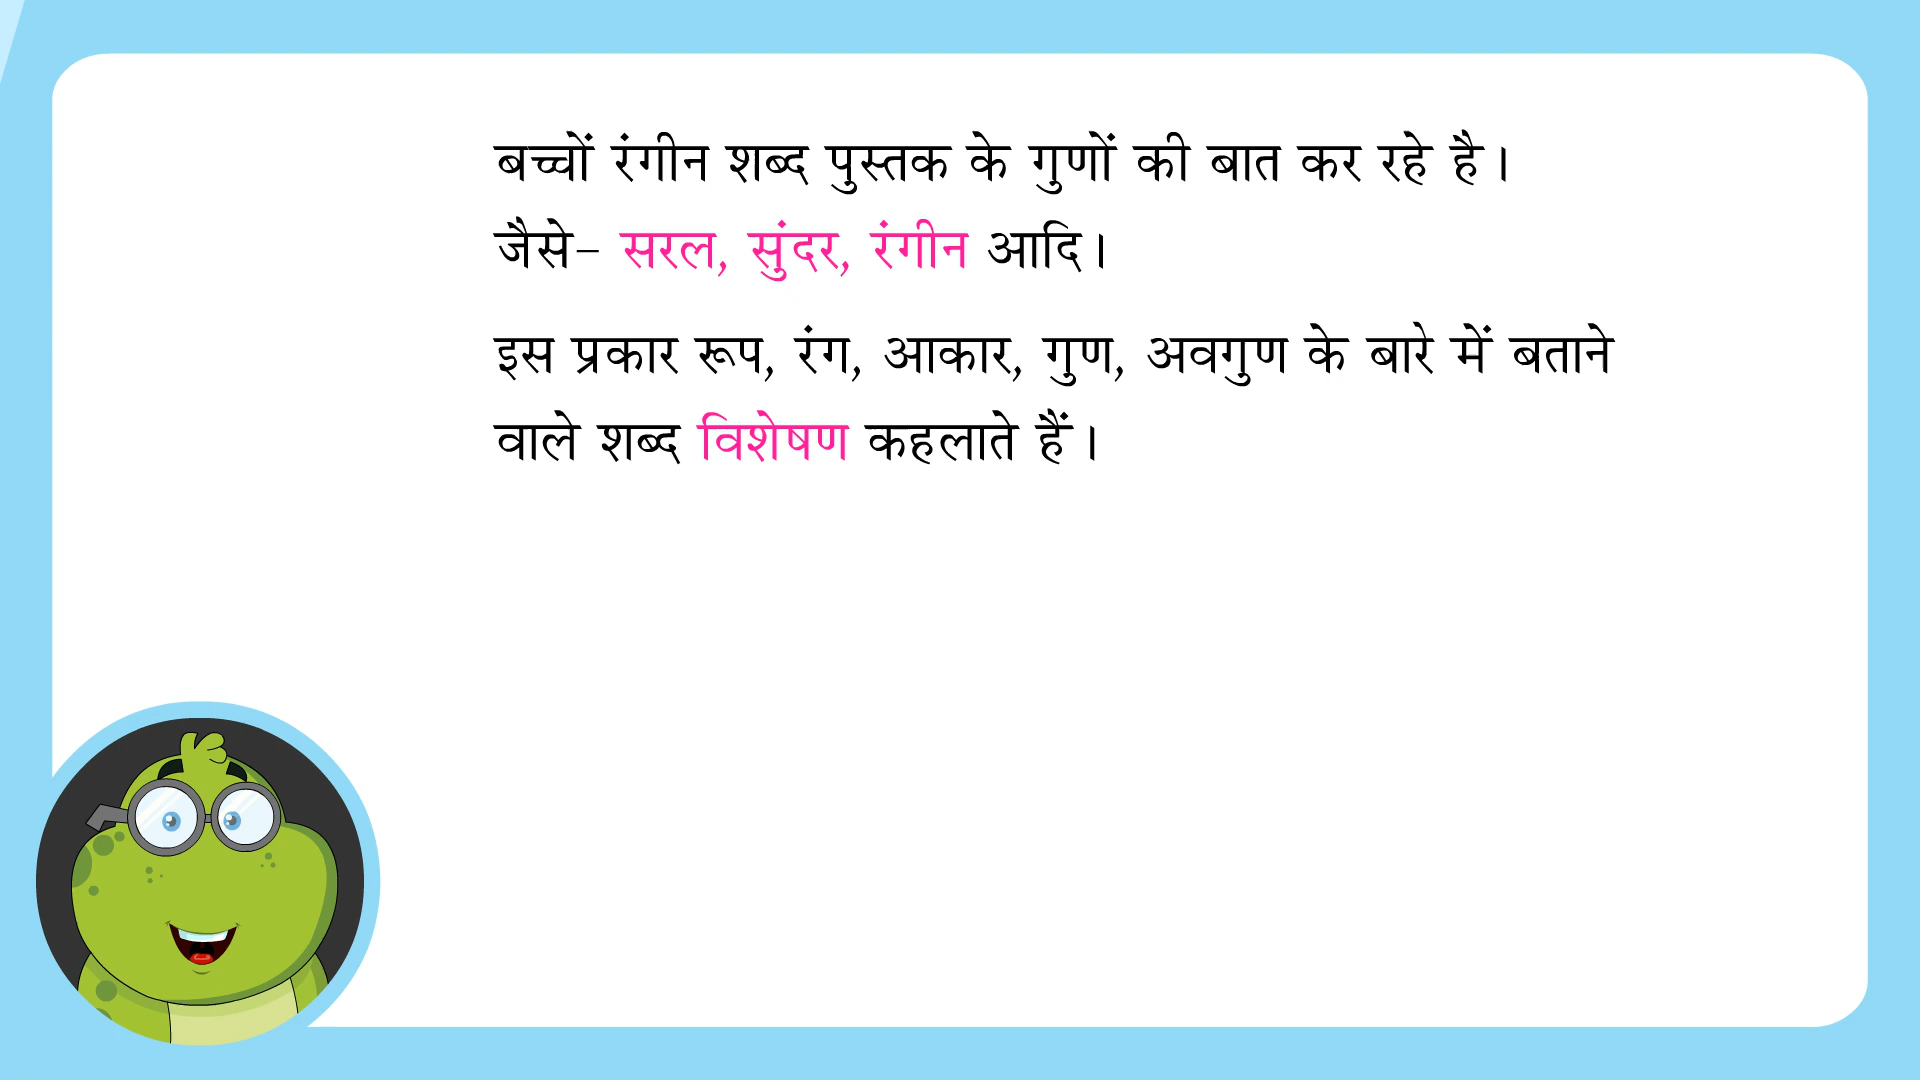 बच्चों रंगीन शब्द पुस्तक के गुणों की बात कर रहे है।
जैसे- सरल, सुंदर, रंगीन आदि।
इस प्रकार रूप, रंग, आकार, गुण, अवगुण के बारे में बताने
वाले शब्द विशेषण कहलाते हैं।